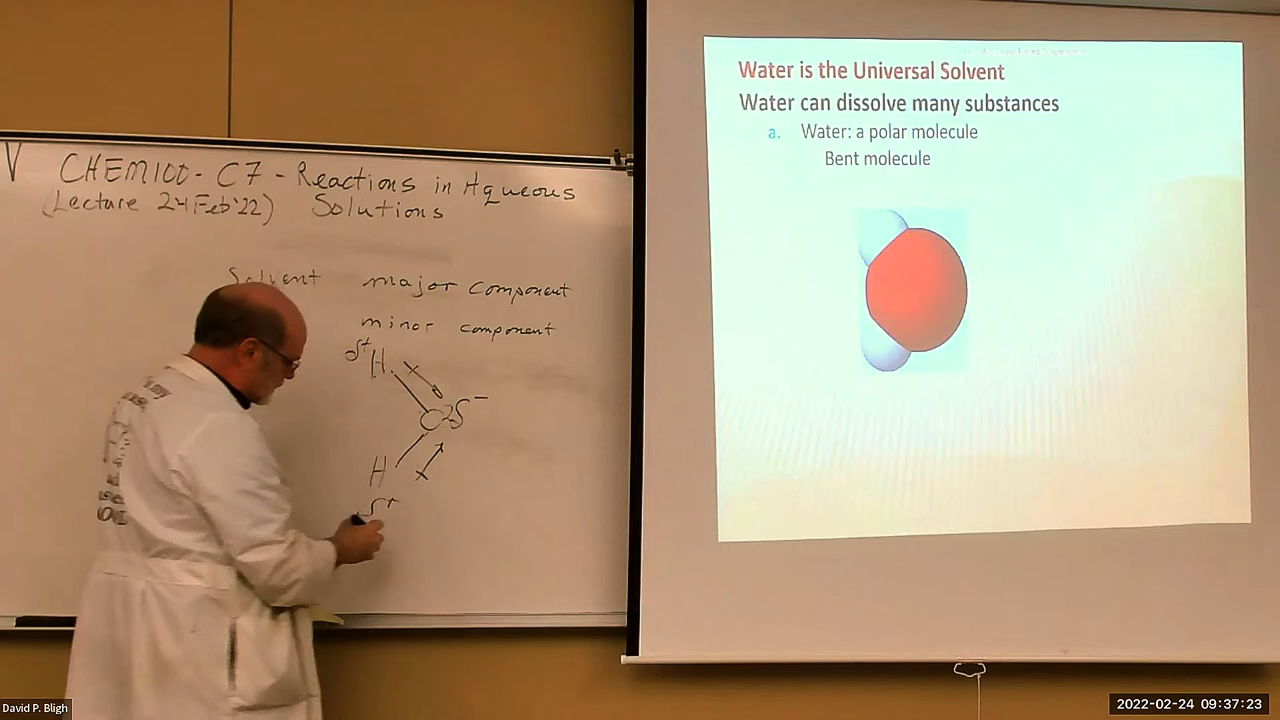 V CHEM100 - C7 - Reactions in Aqueous
(Lecture 24 Feb '22) Solutions
Solvent major component
minor component
δ+ H
2δ-
H
δ+
Water is the Universal Solvent
Water can dissolve many substances
a. Water: a polar molecule
Bent molecule
David P. Bligh
2022-02-24 09:37:23